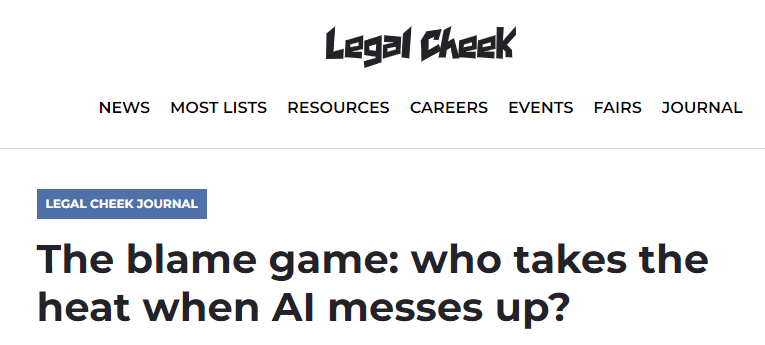 Legal Cheek
NEWS MOST LISTS RESOURCES CAREERS EVENTS FAIRS JOURNAL
LEGAL CHEEK JOURNAL
The blame game: who takes the
heat when AI messes up?